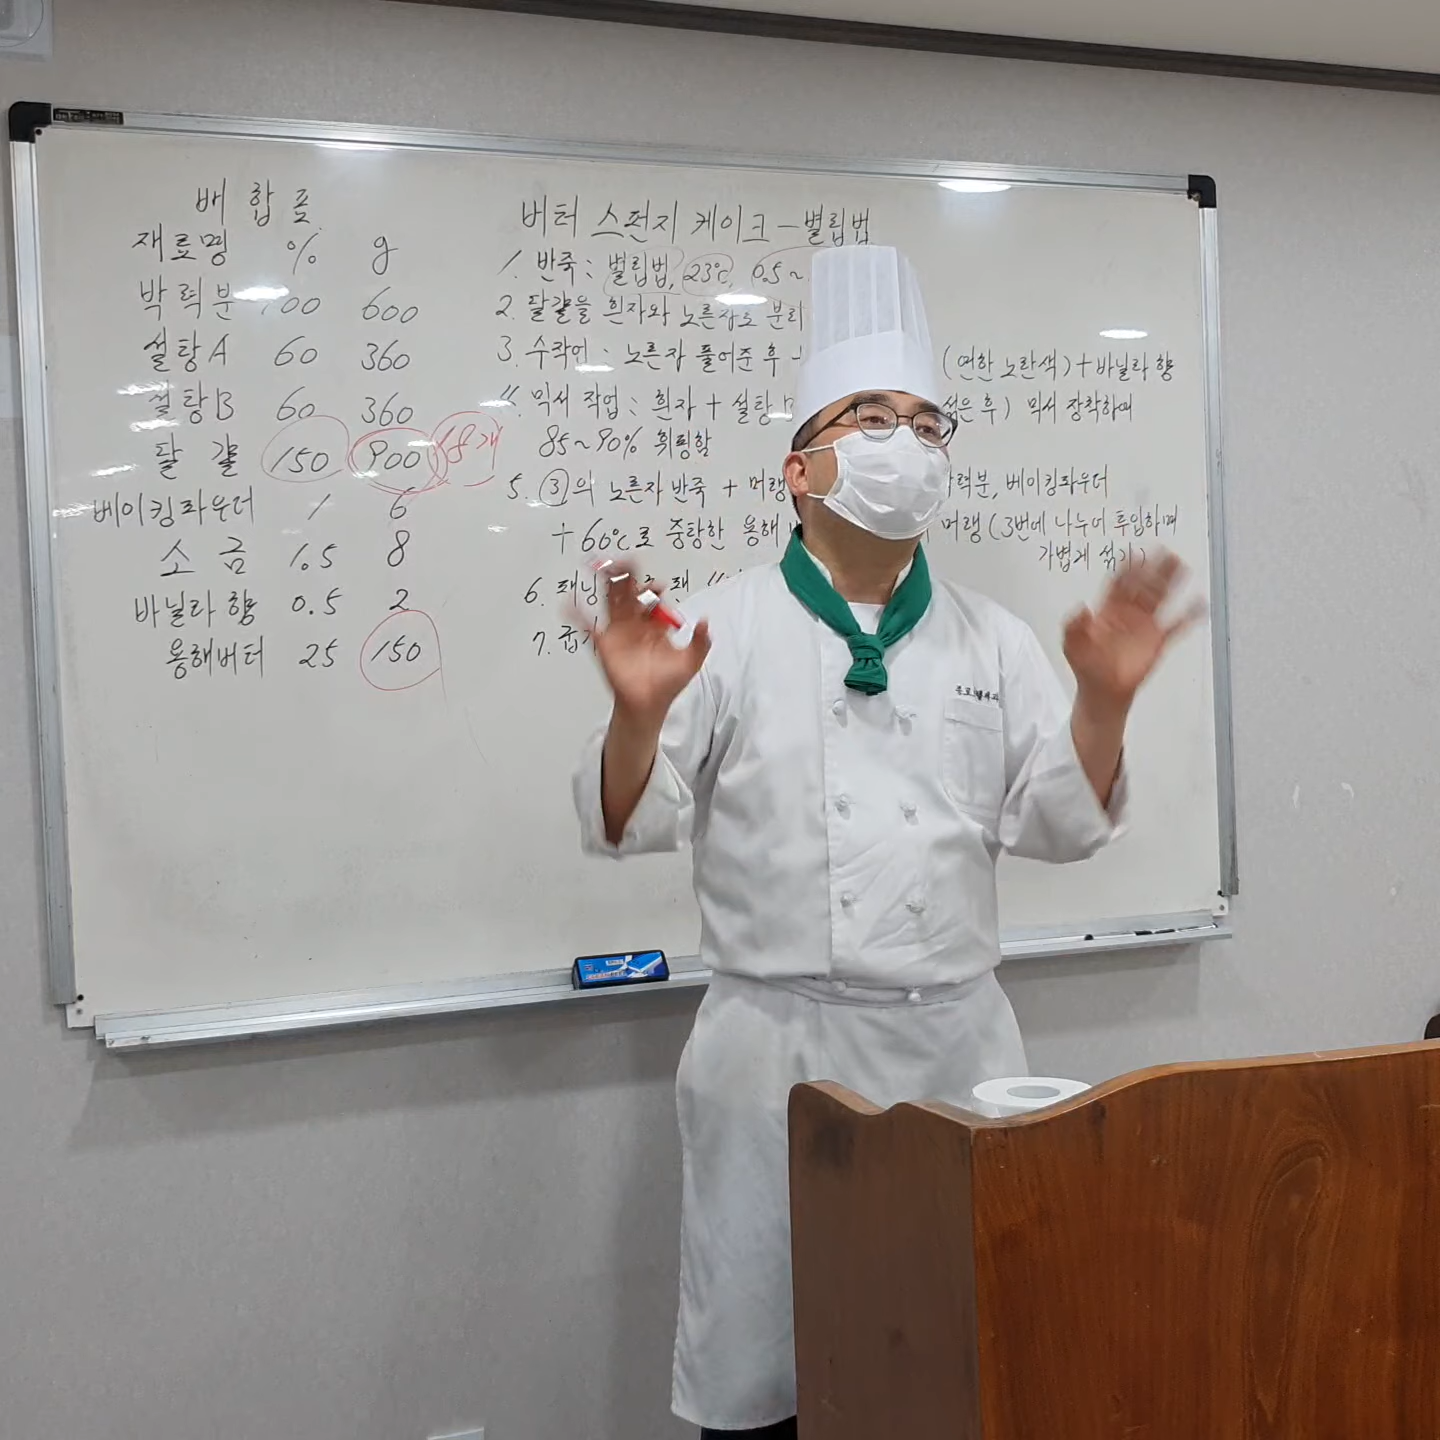 배합표
재료명 % g
박력분 100 600
설탕A 60 360
설탕B 60 360
달걀 150 900 18개
베이킹파우더 1 6
소금 1.5 8
바닐라향 0.5 2
용해버터 25 150
버터 스펀지 케이크-별립법
1. 반죽: 별립법, 23℃, 0.5~
2. 달걀을 흰자와 노른자로 분리
3. 수작업: 노른자 풀어준 후 + (연한 노란색)+바닐라향
4. 믹서 작업: 흰자 + 설탕B 섞은 후) 믹서 장착하여
85~90% 휘핑함
5. ③의 노른자 반죽 + 머랭 박력분, 베이킹파우더
+60℃로 중탕한 용해 머랭(3번에 나누어 투입하며
가볍게 섞기)
6. 패닝 팬
7. 굽기